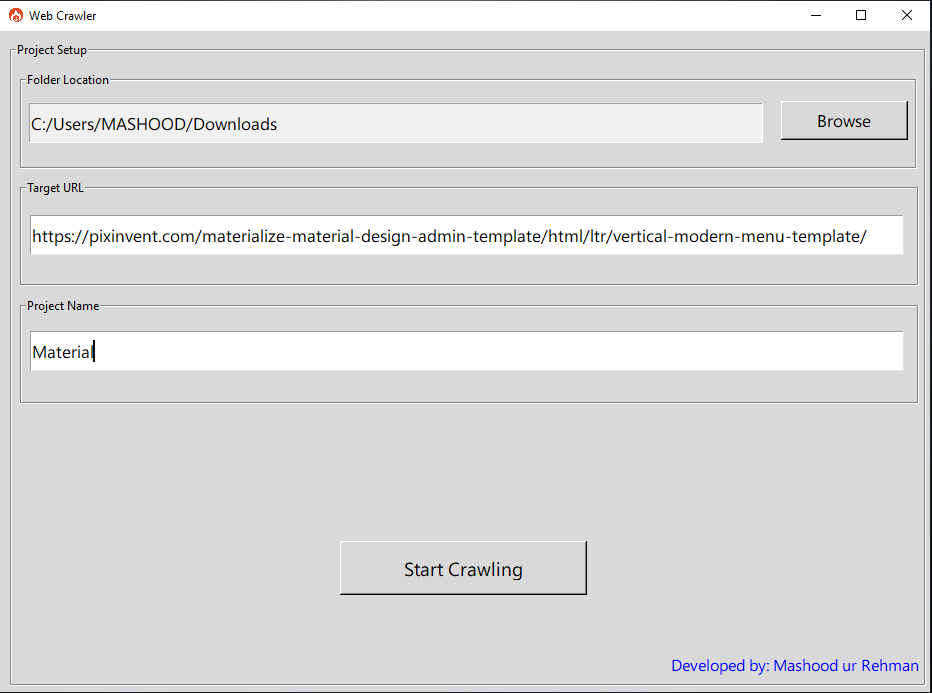 Web Crawler
Project Setup
Folder Location
C:/Users/MASHOOD/Downloads
Browse
Target URL
https://pixinvent.com/materialize-material-design-admin-template/html/ltr/vertical-modern-menu-template/
Project Name
Material
Start Crawling
Developed by: Mashood ur Rehman